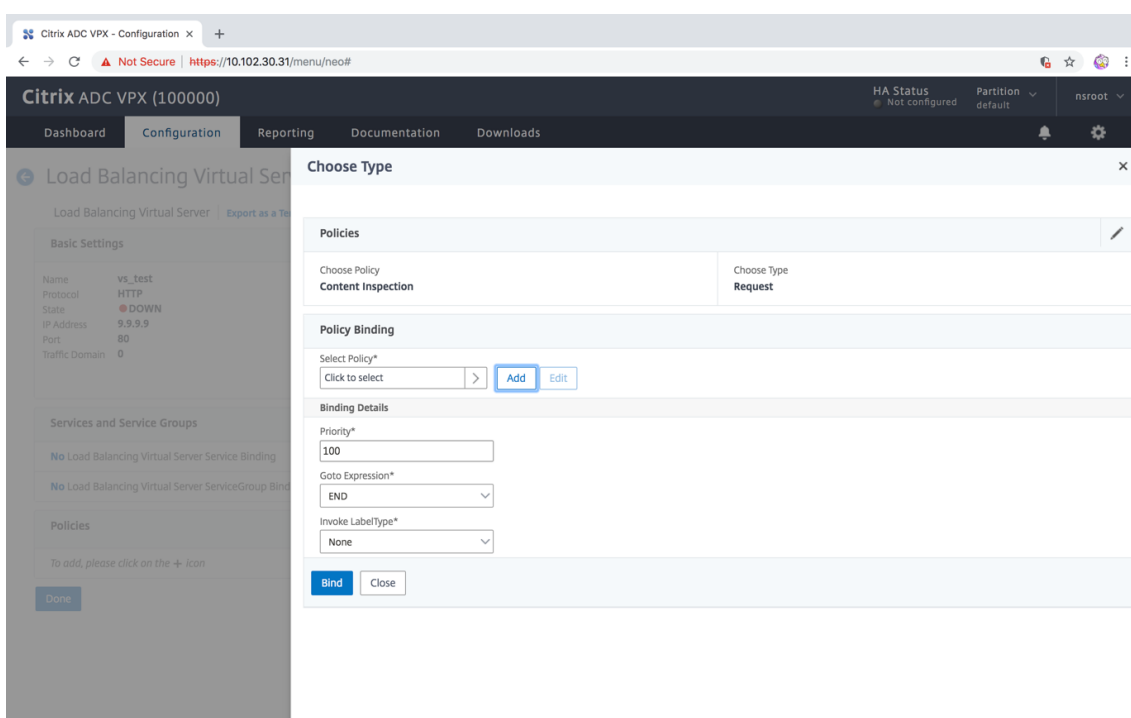 Citrix ADC VPX - Configuration × +
Not Secure | https://10.102.30.31/menu/neo#
Citrix ADC VPX (100000)
HA Status
Not configured
Partition
default
nsroot
Dashboard Configuration Reporting Documentation Downloads
Load Balancing Virtual Ser
Choose Type ×
Load Balancing Virtual Server | Export as a Te
Basic Settings
Policies
Name vs_test
Protocol HTTP
State DOWN
IP Address 9.9.9.9
Port 80
Traffic Domain 0
Choose Policy
Content Inspection
Choose Type
Request
Policy Binding
Select Policy*
Click to select > Add Edit
Binding Details
Priority*
100
Goto Expression*
END
Invoke LabelType*
None
Bind Close
Services and Service Groups
No Load Balancing Virtual Server Service Binding
No Load Balancing Virtual Server ServiceGroup Bind
Policies
To add, please click on the + icon
Done